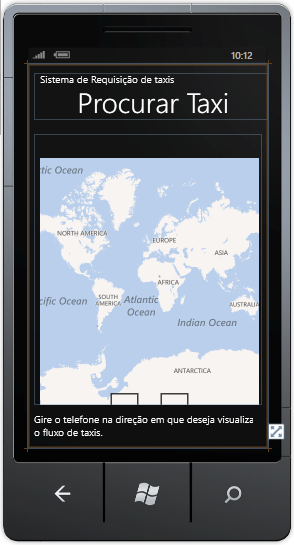 10:12
Sistema de Requisição de taxis
Procurar Taxi
tic Ocean
NORTH AMERICA
EUROPE
ASIA
AFRICA
cific Ocean
SOUTH
AMERICA
Atlantic
Ocean
AUSTRALIA
Indian Ocean
ANTARCTICA
Gire o telefone na direção em que deseja visualiza
o fluxo de taxis.